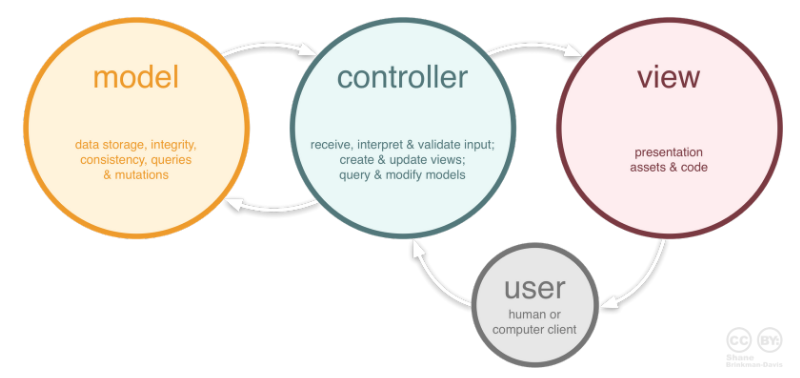 model
data storage, integrity,
consistency, queries
& mutations
controller
receive, interpret & validate input;
create & update views;
query & modify models
view
presentation
assets & code
user
human or
computer client
CC BY:
Shane
Brinkman-Davis